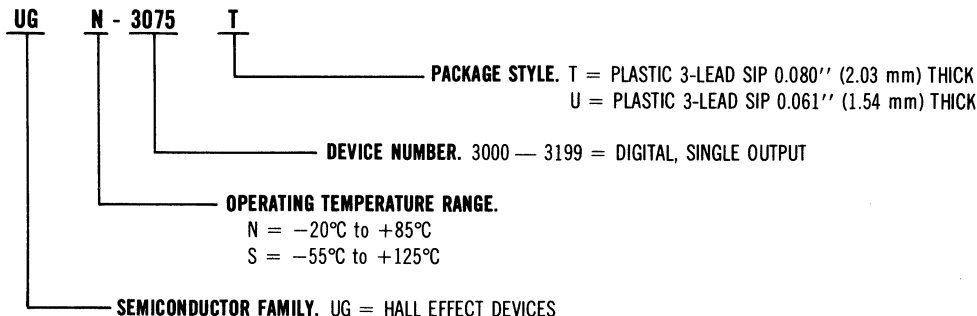 UG N - 3075 T
PACKAGE STYLE. T = PLASTIC 3-LEAD SIP 0.080'' (2.03 mm) THICK
U = PLASTIC 3-LEAD SIP 0.061'' (1.54 mm) THICK
DEVICE NUMBER. 3000 — 3199 = DIGITAL, SINGLE OUTPUT
OPERATING TEMPERATURE RANGE.
N = −20°C to +85°C
S = −55°C to +125°C
SEMICONDUCTOR FAMILY. UG = HALL EFFECT DEVICES